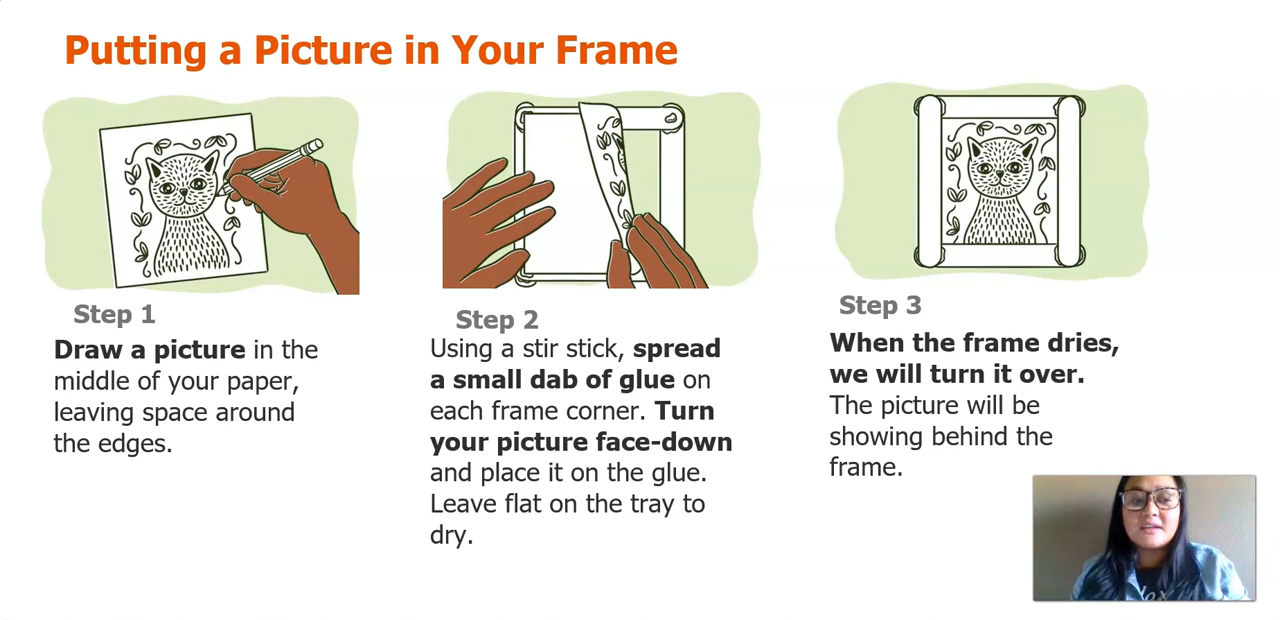 Putting a Picture in Your Frame
Step 1
Draw a picture in the
middle of your paper,
leaving space around
the edges.
Step 2
Using a stir stick, spread
a small dab of glue on
each frame corner. Turn
your picture face-down
and place it on the glue.
Leave flat on the tray to
dry.
Step 3
When the frame dries,
we will turn it over.
The picture will be
showing behind the
frame.